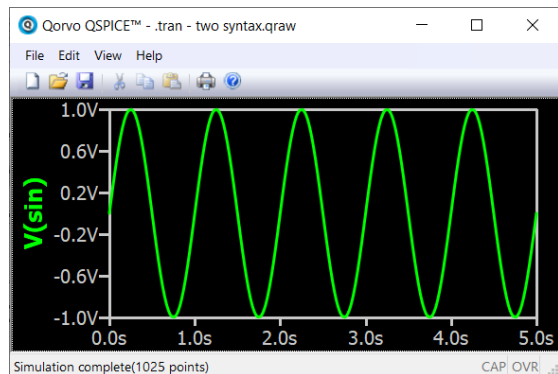 Qorvo QSPICE™ - .tran - two syntax.qraw
File Edit View Help
1.0V
0.6V
0.2V
-0.2V
-0.6V
-1.0V
V(sin)
0.0s 1.0s 2.0s 3.0s 4.0s 5.0s
Simulation complete(1025 points) CAP OVR